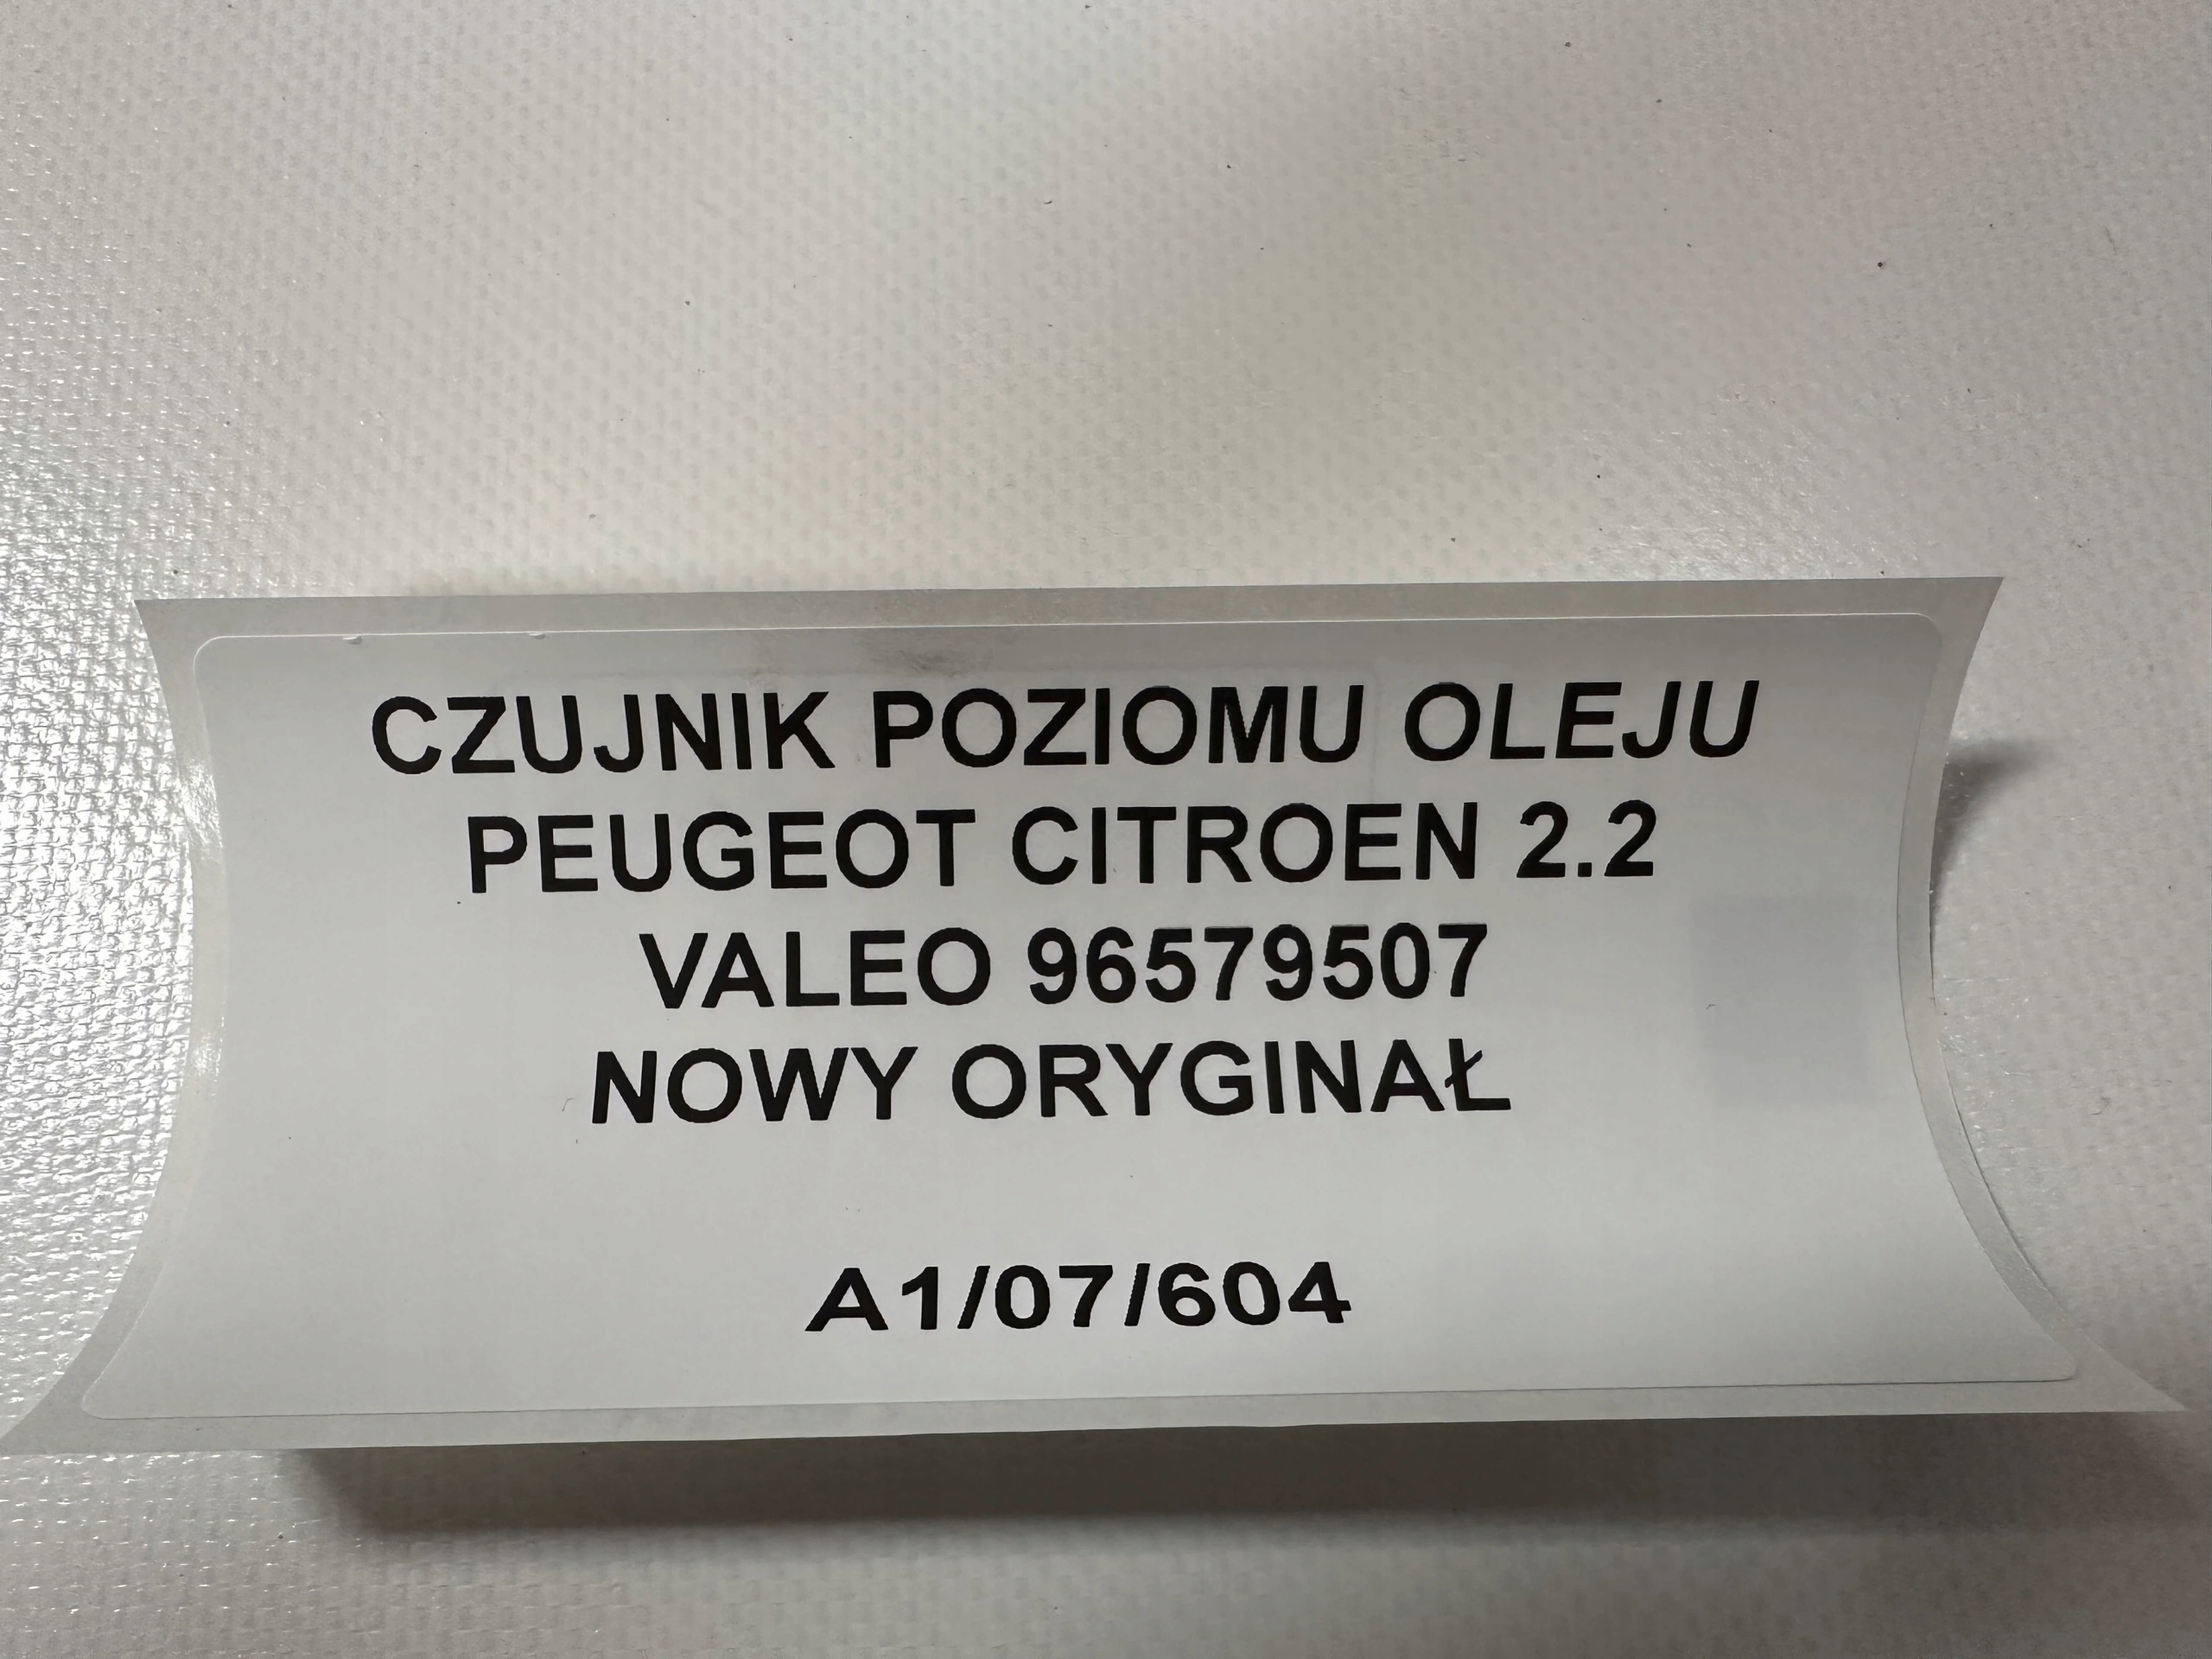 CZUJNIK POZIOMU OLEJU
PEUGEOT CITROEN 2.2
VALEO 96579507
NOWY ORYGINAŁ
A1/07/604